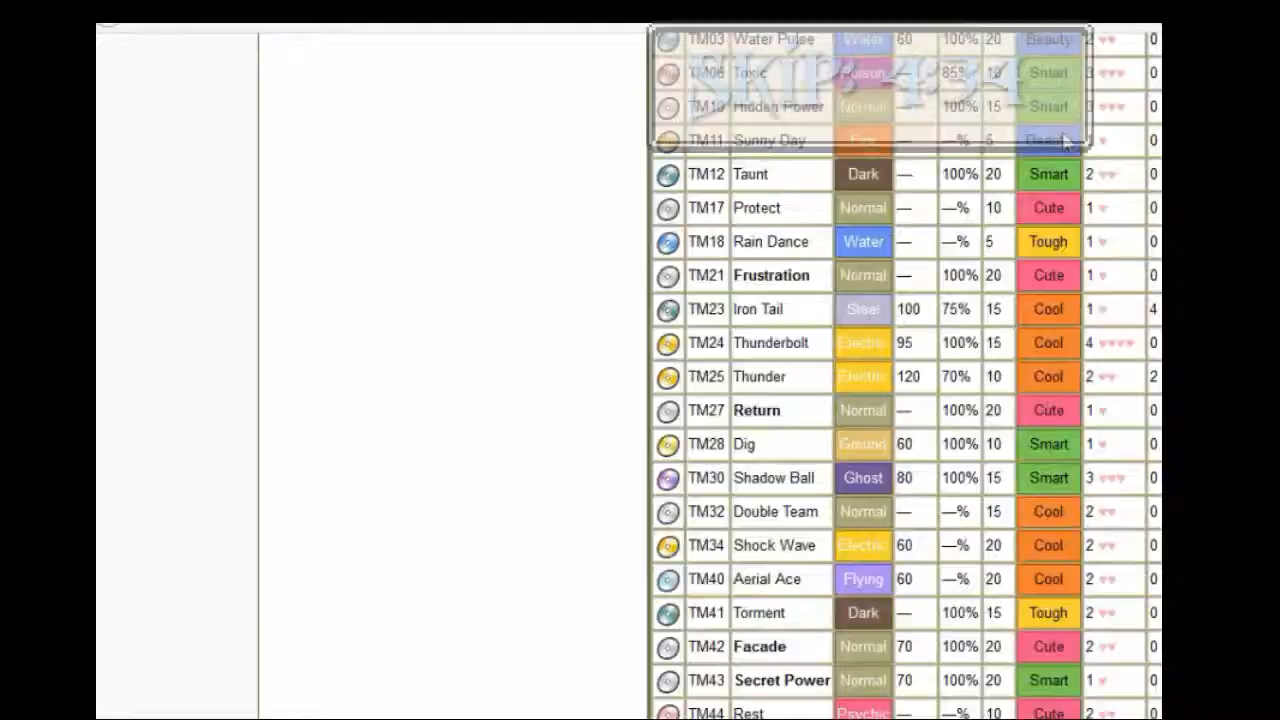 SKIP: 4:34
TM03 Water Pulse Water 60 100% 20 Beauty 2 0
TM06 Toxic Poison — 85% 10 Smart 3 0
TM10 Hidden Power Normal — 100% 15 Smart 3 0
TM11 Sunny Day Fire — —% 5 Beauty 0
TM12 Taunt Dark — 100% 20 Smart 2 0
TM17 Protect Normal — —% 10 Cute 1 0
TM18 Rain Dance Water — —% 5 Tough 1 0
TM21 Frustration Normal — 100% 20 Cute 1 0
TM23 Iron Tail Steel 100 75% 15 Cool 1 4
TM24 Thunderbolt Electric 95 100% 15 Cool 4 0
TM25 Thunder Electric 120 70% 10 Cool 2 2
TM27 Return Normal — 100% 20 Cute 1 0
TM28 Dig Ground 60 100% 10 Smart 1 0
TM30 Shadow Ball Ghost 80 100% 15 Smart 3 0
TM32 Double Team Normal — —% 15 Cool 2 0
TM34 Shock Wave Electric 60 —% 20 Cool 2 0
TM40 Aerial Ace Flying 60 —% 20 Cool 2 0
TM41 Torment Dark — 100% 15 Tough 2 0
TM42 Facade Normal 70 100% 20 Cute 2 0
TM43 Secret Power Normal 70 100% 20 Smart 1 0
TM44 Rest Psychic — —% 10 Cute 2 0